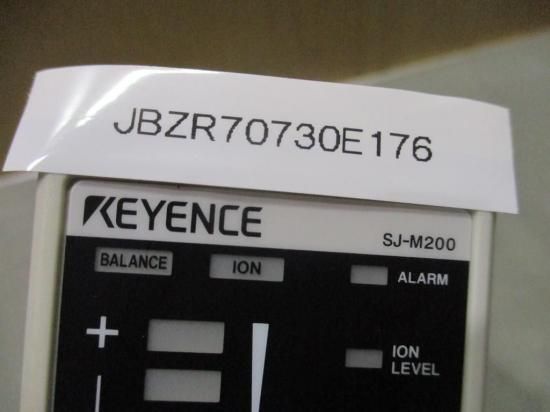 JBZR70730E176
KEYENCE
SJ-M200
BALANCE
ION
ALARM
+
ION
LEVEL